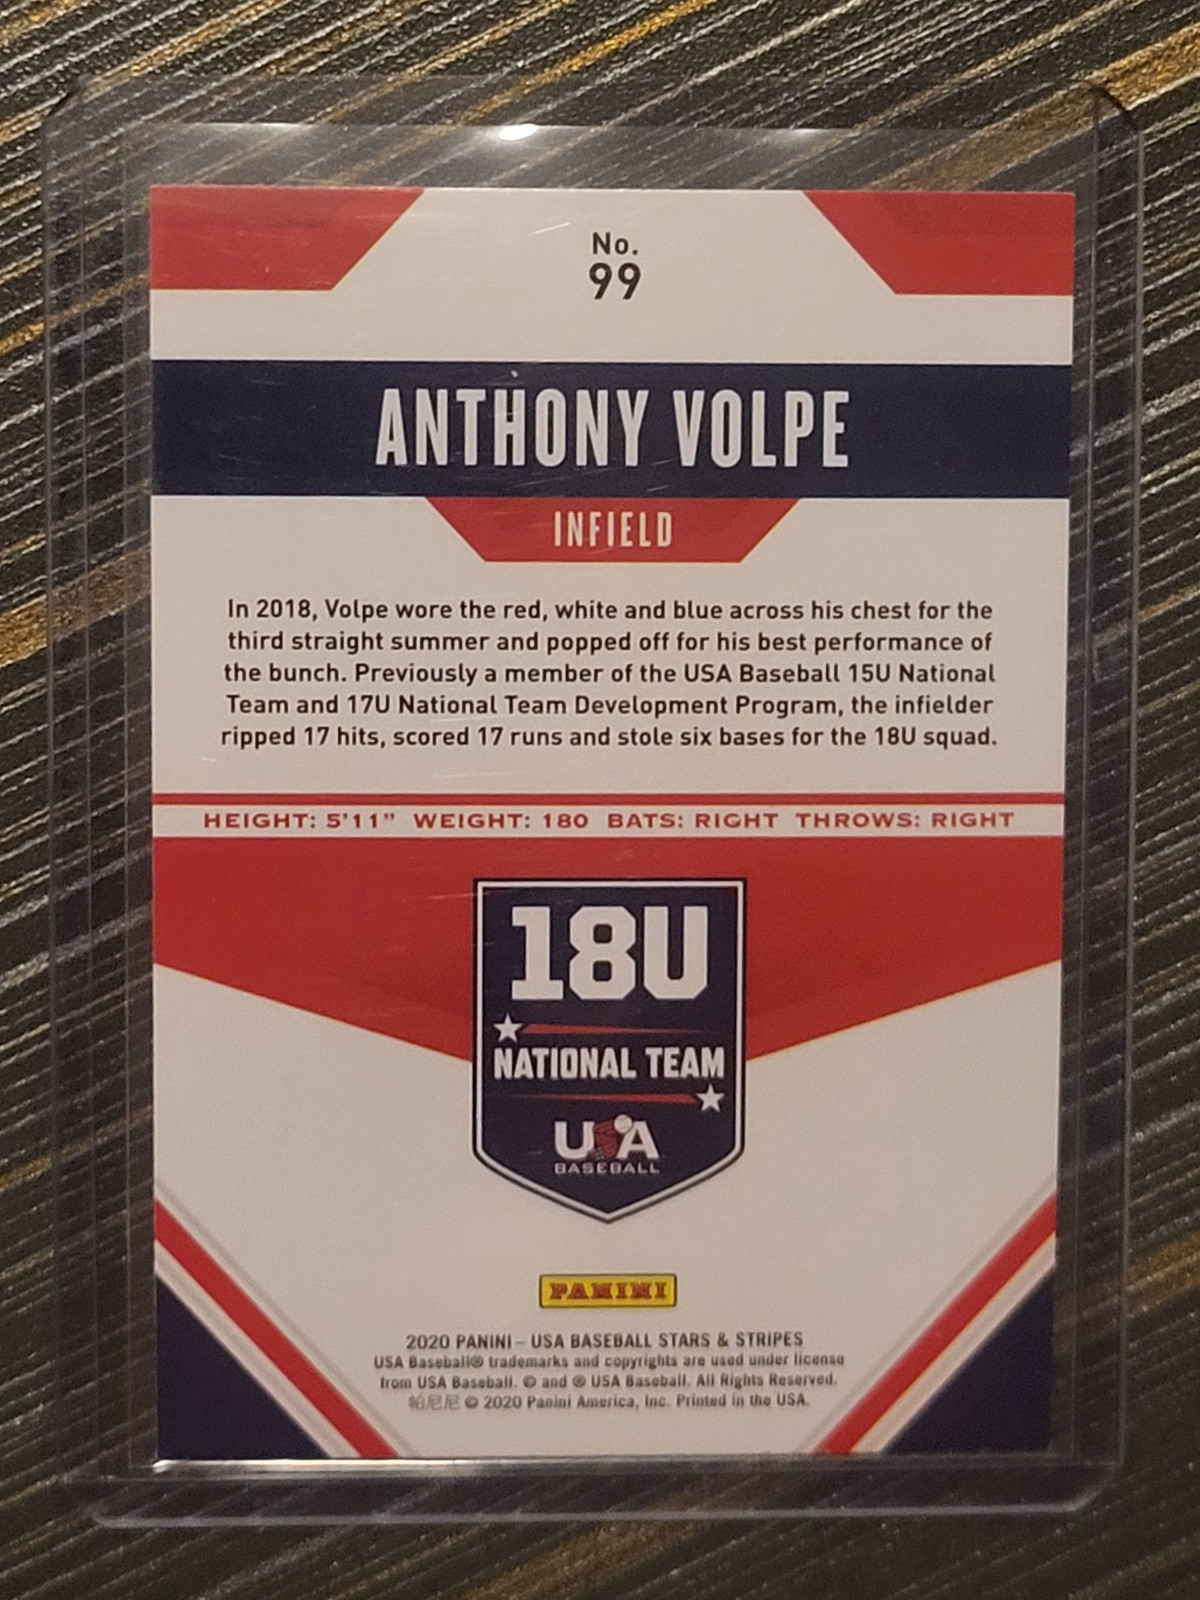 No.
99
ANTHONY VOLPE
INFIELD
In 2018, Volpe wore the red, white and blue across his chest for the
third straight summer and popped off for his best performance of
the bunch. Previously a member of the USA Baseball 15U National
Team and 17U National Team Development Program, the infielder
ripped 17 hits, scored 17 runs and stole six bases for the 18U squad.
HEIGHT: 5'11” WEIGHT: 180 BATS: RIGHT THROWS: RIGHT
18U
NATIONAL TEAM
USA
BASEBALL
PANINI
2020 PANINI – USA BASEBALL STARS & STRIPES
USA Baseball® trademarks and copyrights are used under license
from USA Baseball. © and ® USA Baseball. All Rights Reserved.
帕尼尼 © 2020 Panini America, Inc. Printed in the USA.